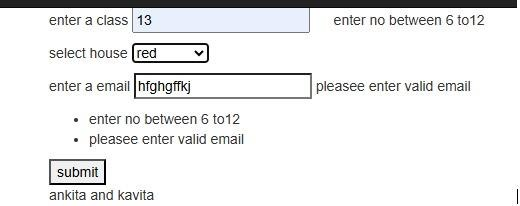 enter a class 13 enter no between 6 to12
select house red
enter a email hfghgffkj pleasee enter valid email
enter no between 6 to12
pleasee enter valid email
submit
ankita and kavita